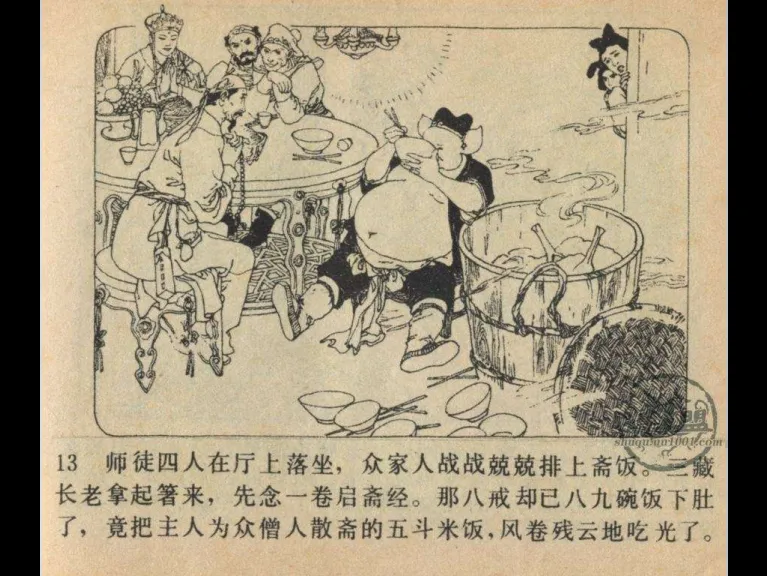 13 师徒四人在厅上落坐，众家人战战兢兢排上斋饭。三藏
长老拿起箸来，先念一卷启斋经。那八戒却已八九碗饭下肚
了，竟把主人为众僧人散斋的五斗米饭，风卷残云地吃光了。
盟
shuquinn1001.com